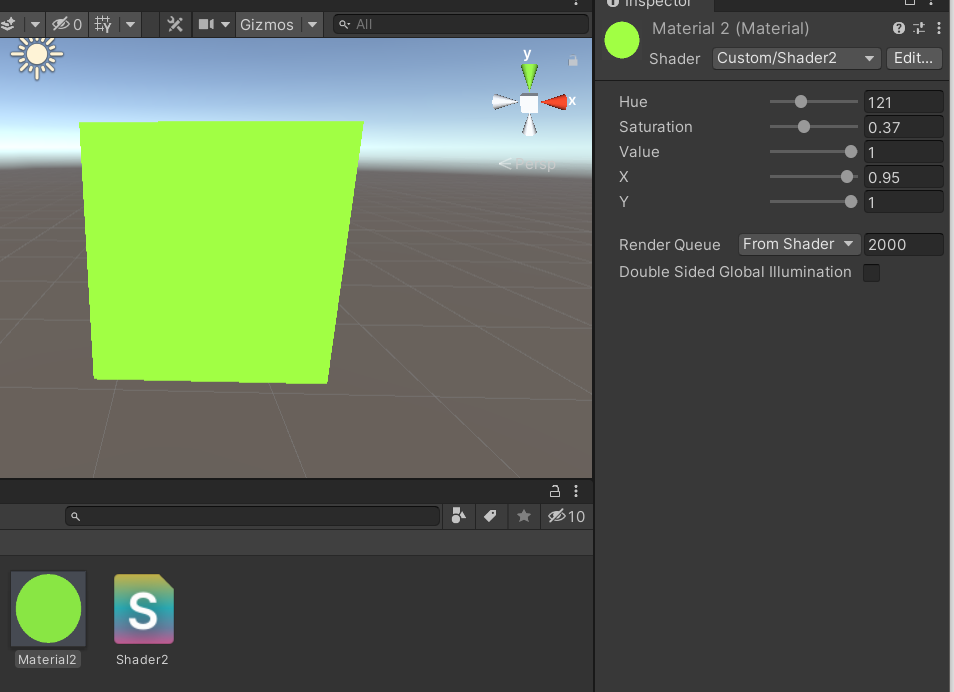 Inspector
0 Gizmos All
Material 2 (Material)
Shader Custom/Shader2 Edit...
y
x
Persp
Hue 121
Saturation 0.37
Value 1
X 0.95
Y 1
Render Queue From Shader 2000
Double Sided Global Illumination
10
S
Material2 Shader2